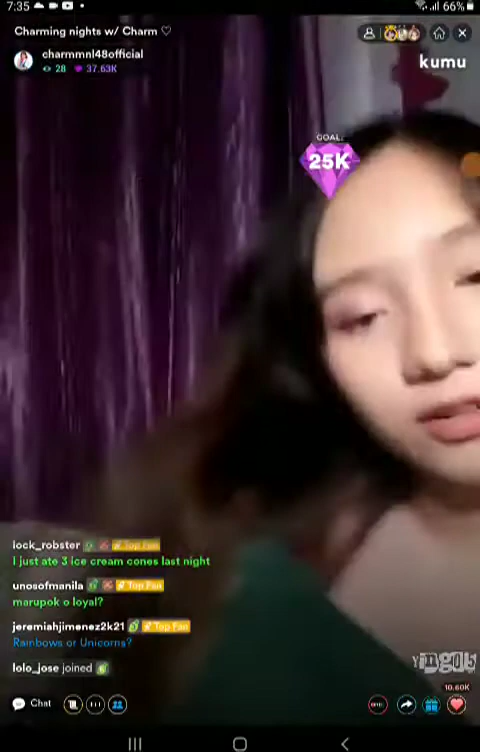 7:35
66%
Charming nights w/ Charm ♡
charmmnl48official
28 37.63K
kumu
GOAL:
25K
iock_robster Top Fan
I just ate 3 ice cream cones last night
unosofmanila Top Fan
marupok o loyal?
jeremiahjimenez2k21 Top Fan
Rainbows or Unicorns?
lolo_jose joined
10.60K
Chat